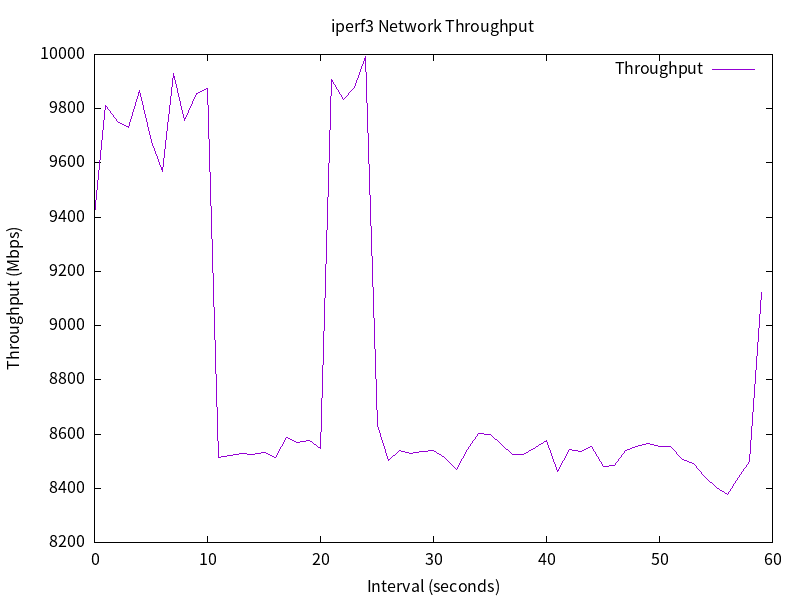 iperf3 Network Throughput
Throughput
Throughput (Mbps)
10000
9800
9600
9400
9200
9000
8800
8600
8400
8200
0 10 20 30 40 50 60
Interval (seconds)